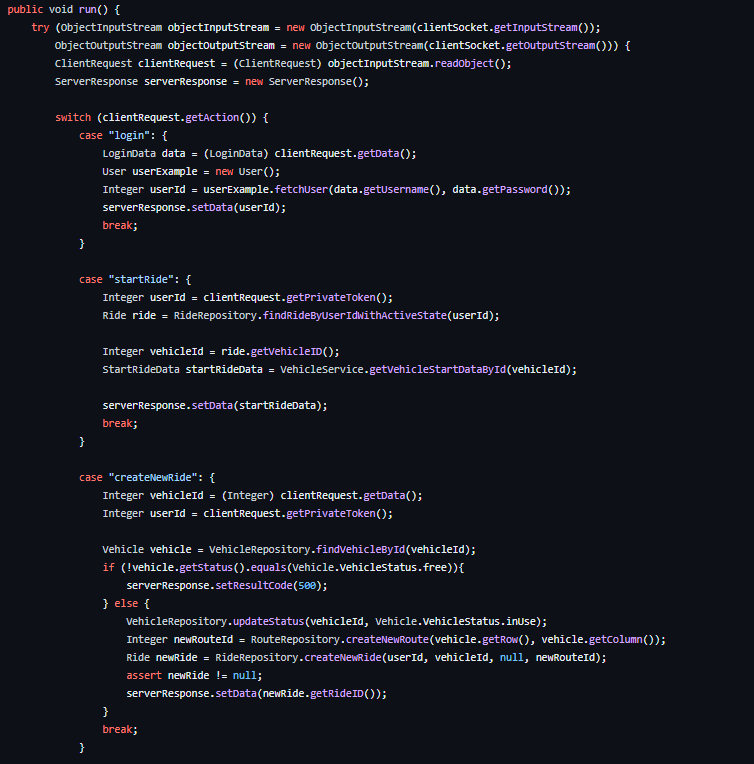 public void run() {
    try (ObjectInputStream objectInputStream = new ObjectInputStream(clientSocket.getInputStream());
        ObjectOutputStream objectOutputStream = new ObjectOutputStream(clientSocket.getOutputStream())) {
        ClientRequest clientRequest = (ClientRequest) objectInputStream.readObject();
        ServerResponse serverResponse = new ServerResponse();

        switch (clientRequest.getAction()) {
            case "login": {
                LoginData data = (LoginData) clientRequest.getData();
                User userExample = new User();
                Integer userId = userExample.fetchUser(data.getUsername(), data.getPassword());
                serverResponse.setData(userId);
                break;
            }

            case "startRide": {
                Integer userId = clientRequest.getPrivateToken();
                Ride ride = RideRepository.findRideByUserIdWithActiveState(userId);

                Integer vehicleId = ride.getVehicleID();
                StartRideData startRideData = VehicleService.getVehicleStartDataById(vehicleId);

                serverResponse.setData(startRideData);
                break;
            }

            case "createNewRide": {
                Integer vehicleId = (Integer) clientRequest.getData();
                Integer userId = clientRequest.getPrivateToken();

                Vehicle vehicle = VehicleRepository.findVehicleById(vehicleId);
                if (!vehicle.getStatus().equals(Vehicle.VehicleStatus.free)){
                    serverResponse.setResultCode(500);
                } else {
                    VehicleRepository.updateStatus(vehicleId, Vehicle.VehicleStatus.inUse);
                    Integer newRouteId = RouteRepository.createNewRoute(vehicle.getRow(), vehicle.getColumn());
                    Ride newRide = RideRepository.createNewRide(userId, vehicleId, null, newRouteId);
                    assert newRide != null;
                    serverResponse.setData(newRide.getRideID());
                }
                break;
            }